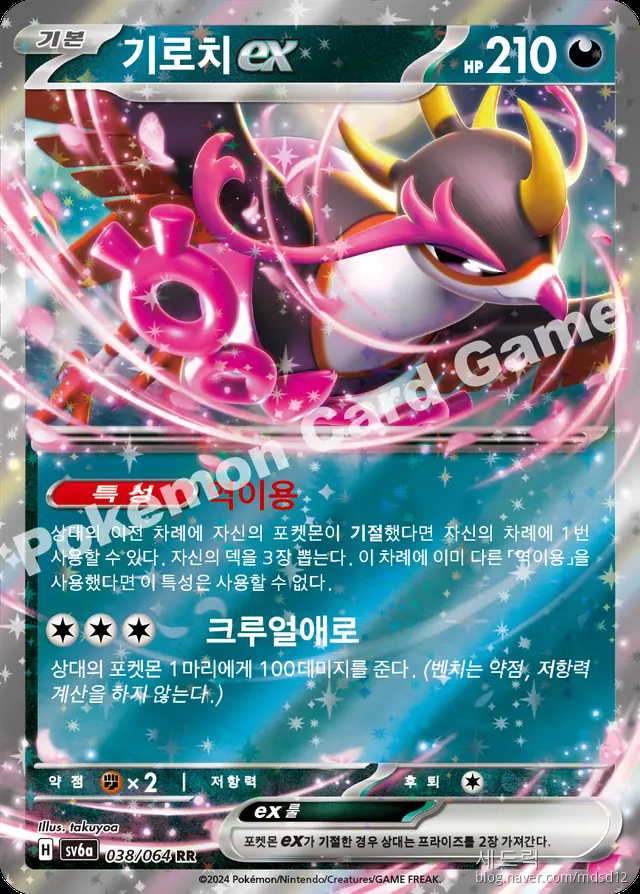 기본 기로치 ex HP 210
특성 역이용
상대의 이전 차례에 자신의 포켓몬이 기절했다면 자신의 차례에 1번
사용할 수 있다. 자신의 덱을 3장 뽑는다. 이 차례에 이미 다른 「역이용」을
사용했다면 이 특성은 사용할 수 없다.
크루얼애로
상대의 포켓몬 1마리에게 100데미지를 준다. (벤치는 약점, 저항력
계산을 하지 않는다.)
약점 ×2 저항력 후퇴
Illus. takuyoa
ex 룰
포켓몬 ex가 기절한 경우 상대는 프라이즈를 2장 가져간다.
H sv6a 038/064 RR
©2024 Pokémon/Nintendo/Creatures/GAME FREAK.
Pokémon Card Game
세드릭
blog.naver.com/mdsd12